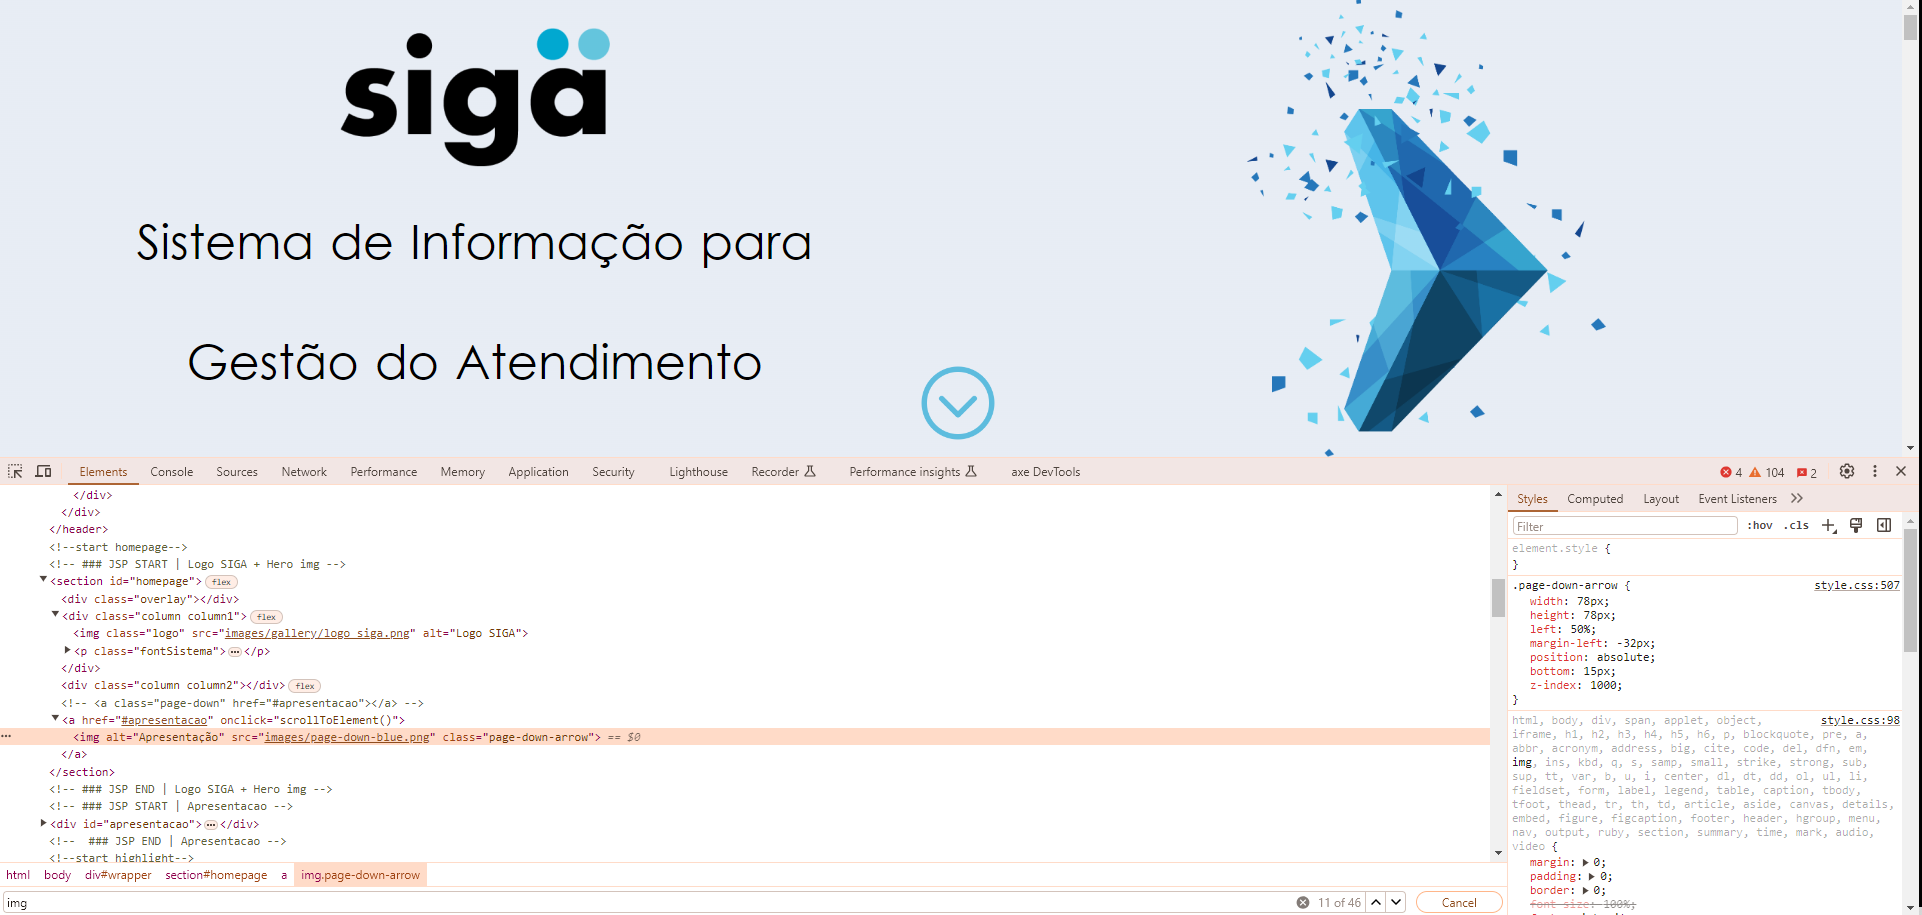 sigä
Sistema de Informação para
Gestão do Atendimento
Elements Console Sources Network Performance Memory Application Security Lighthouse Recorder Performance insights axe DevTools 4 104 2
</div>
</div>
</header>
<!--start homepage-->
<!-- ### JSP START | Logo SIGA + Hero img -->
<section id="homepage"> flex
<div class="overlay"></div>
<div class="column column1"> flex
<img class="logo" src="images/gallery/logo_siga.png" alt="Logo SIGA">
<p class="fontSistema">…</p>
</div>
<div class="column column2"></div> flex
<!-- <a class="page-down" href="#apresentacao"></a> -->
<a href="#apresentacao" onclick="scrollToElement()">
<img alt="Apresentação" src="images/page-down-blue.png" class="page-down-arrow"> == $0
</a>
</section>
<!-- ### JSP END | Logo SIGA + Hero img -->
<!-- ### JSP START | Apresentacao -->
<div id="apresentacao">…</div>
<!--  ### JSP END | Apresentacao -->
<!--start highlight-->
html body div#wrapper section#homepage a img.page-down-arrow
img 11 of 46 Cancel
Styles Computed Layout Event Listeners
Filter :hov .cls
element.style {
}
.page-down-arrow { style.css:507
width: 78px;
height: 78px;
left: 50%;
margin-left: -32px;
position: absolute;
bottom: 15px;
z-index: 1000;
}
html, body, div, span, applet, object, style.css:98
iframe, h1, h2, h3, h4, h5, h6, p, blockquote, pre, a,
abbr, acronym, address, big, cite, code, del, dfn, em,
img, ins, kbd, q, s, samp, small, strike, strong, sub,
sup, tt, var, b, u, i, center, dl, dt, dd, ol, ul, li,
fieldset, form, label, legend, table, caption, tbody,
tfoot, thead, tr, th, td, article, aside, canvas, details,
embed, figure, figcaption, footer, header, hgroup, menu,
nav, output, ruby, section, summary, time, mark, audio,
video {
margin: 0;
padding: 0;
border: 0;
font-size: 100%;